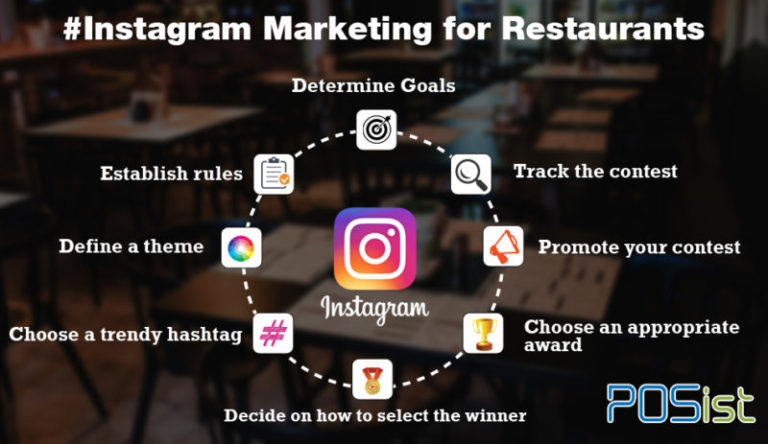 #Instagram Marketing for Restaurants
Determine Goals
Establish rules
Track the contest
Define a theme
Promote your contest
Instagram
Choose a trendy hashtag
Choose an appropriate
award
Decide on how to select the winner
POSist